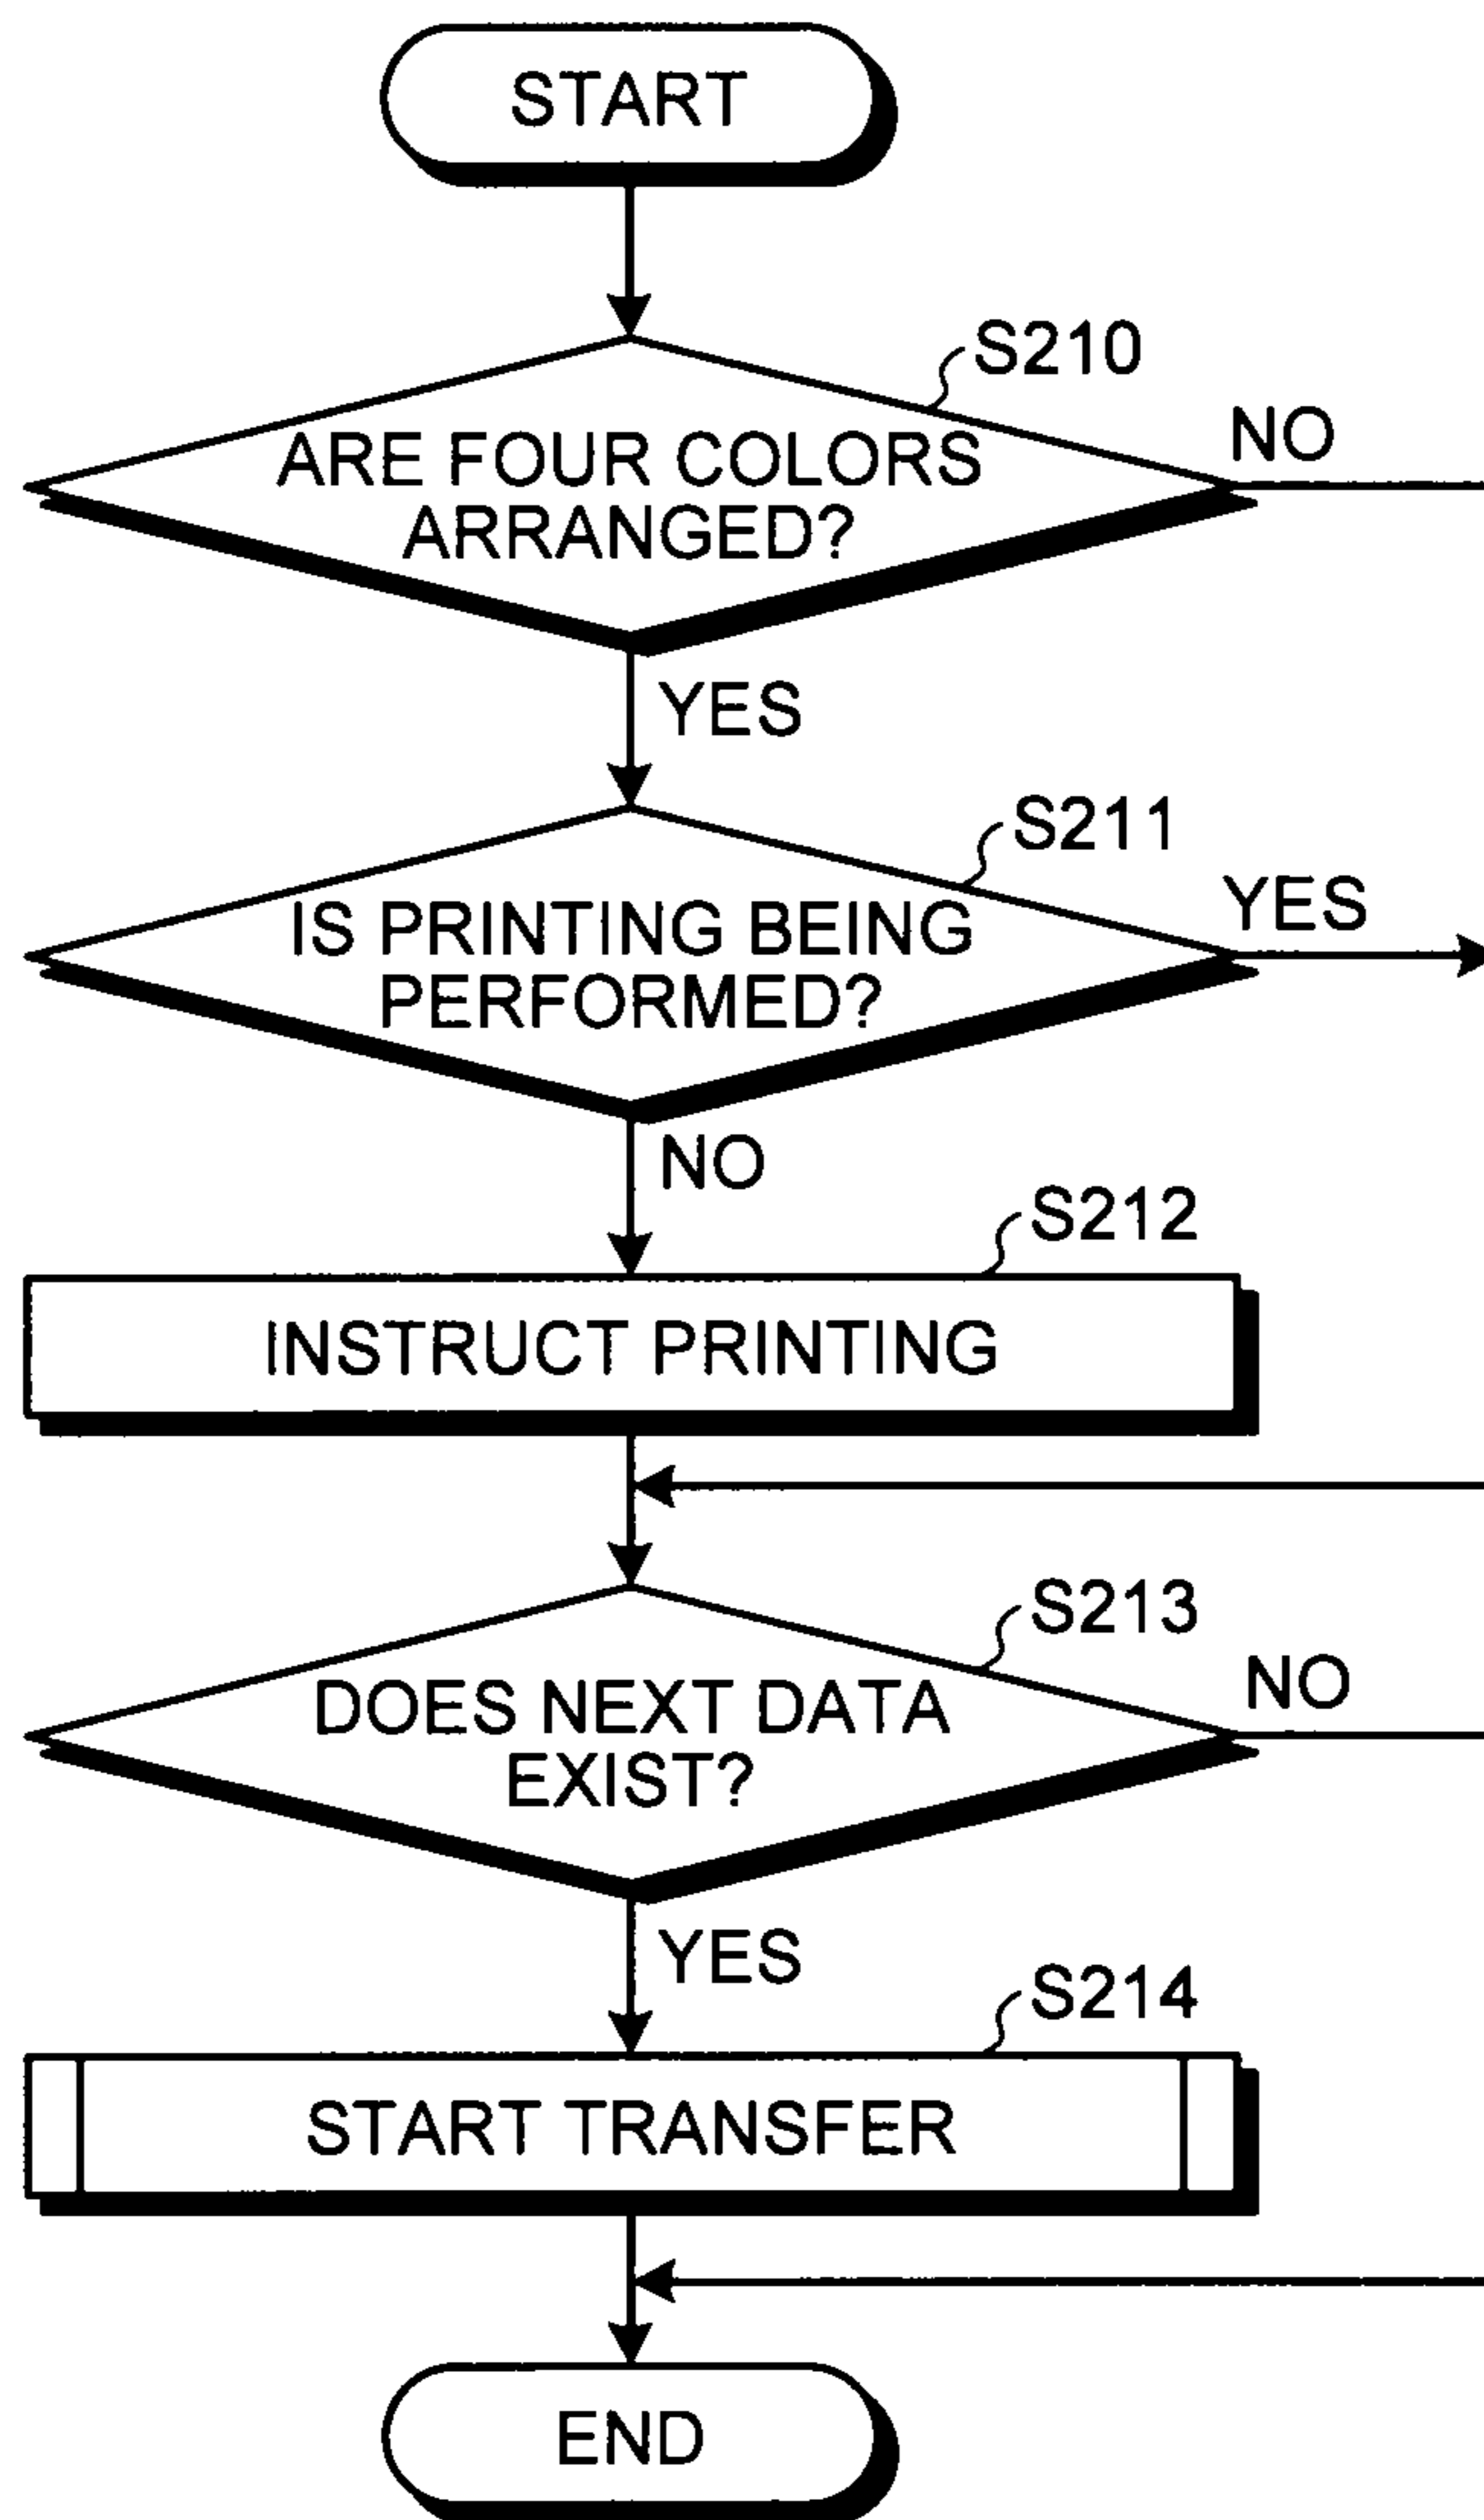 START
S210
NO
ARE FOUR COLORS
ARRANGED?
YES
S211
YES
IS PRINTING BEING
PERFORMED?
NO
S212
INSTRUCT PRINTING
S213
NO
DOES NEXT DATA
EXIST?
YES
S214
START TRANSFER
END